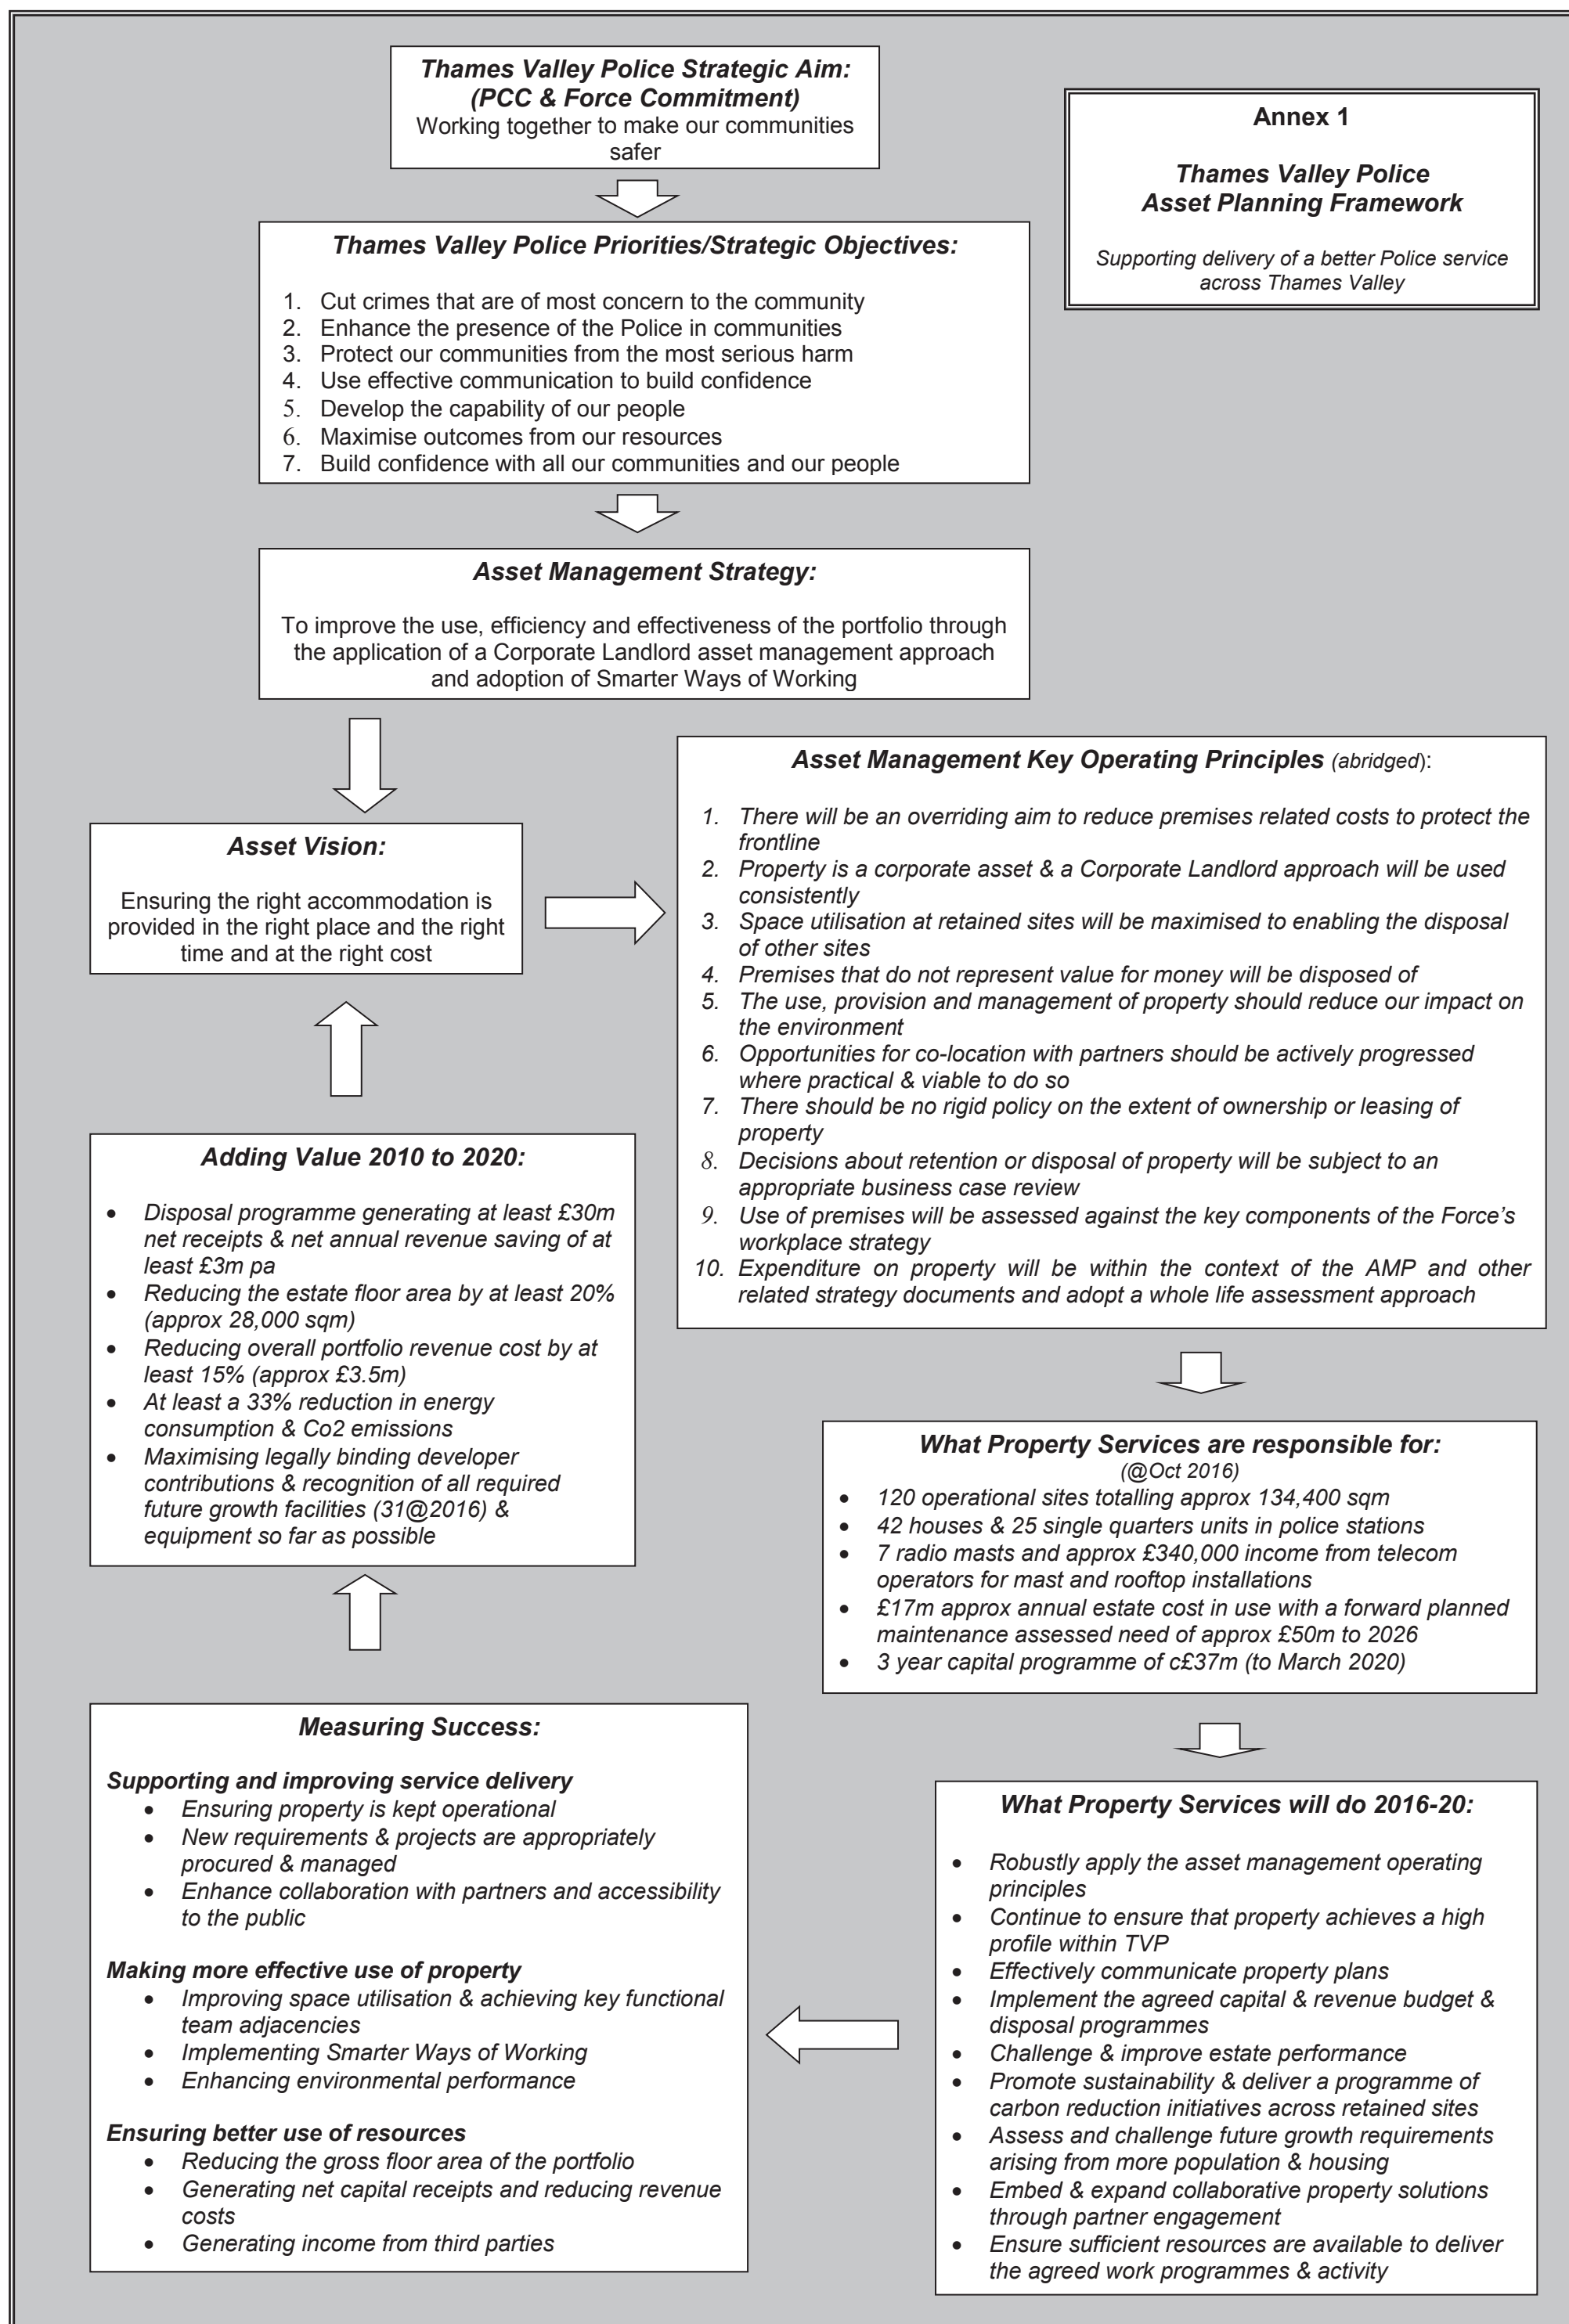 Thames Valley Police Strategic Aim:
(PCC & Force Commitment)
Working together to make our communities
safer
Annex 1
Thames Valley Police
Asset Planning Framework
Supporting delivery of a better Police service
across Thames Valley
Thames Valley Police Priorities/Strategic Objectives:
1. Cut crimes that are of most concern to the community
2. Enhance the presence of the Police in communities
3. Protect our communities from the most serious harm
4. Use effective communication to build confidence
5. Develop the capability of our people
6. Maximise outcomes from our resources
7. Build confidence with all our communities and our people
Asset Management Strategy:
To improve the use, efficiency and effectiveness of the portfolio through
the application of a Corporate Landlord asset management approach
and adoption of Smarter Ways of Working
Asset Vision:
Ensuring the right accommodation is
provided in the right place and the right
time and at the right cost
Asset Management Key Operating Principles (abridged):
1. There will be an overriding aim to reduce premises related costs to protect the
frontline
2. Property is a corporate asset & a Corporate Landlord approach will be used
consistently
3. Space utilisation at retained sites will be maximised to enabling the disposal
of other sites
4. Premises that do not represent value for money will be disposed of
5. The use, provision and management of property should reduce our impact on
the environment
6. Opportunities for co-location with partners should be actively progressed
where practical & viable to do so
7. There should be no rigid policy on the extent of ownership or leasing of
property
8. Decisions about retention or disposal of property will be subject to an
appropriate business case review
9. Use of premises will be assessed against the key components of the Force’s
workplace strategy
10. Expenditure on property will be within the context of the AMP and other
related strategy documents and adopt a whole life assessment approach
What Property Services are responsible for:
(@Oct 2016)
• 120 operational sites totalling approx 134,400 sqm
• 42 houses & 25 single quarters units in police stations
• 7 radio masts and approx £340,000 income from telecom
operators for mast and rooftop installations
• £17m approx annual estate cost in use with a forward planned
maintenance assessed need of approx £50m to 2026
• 3 year capital programme of c£37m (to March 2020)
What Property Services will do 2016-20:
• Robustly apply the asset management operating
principles
• Continue to ensure that property achieves a high
profile within TVP
• Effectively communicate property plans
• Implement the agreed capital & revenue budget &
disposal programmes
• Challenge & improve estate performance
• Promote sustainability & deliver a programme of
carbon reduction initiatives across retained sites
• Assess and challenge future growth requirements
arising from more population & housing
• Embed & expand collaborative property solutions
through partner engagement
• Ensure sufficient resources are available to deliver
the agreed work programmes & activity
Measuring Success:
Supporting and improving service delivery
• Ensuring property is kept operational
• New requirements & projects are appropriately
procured & managed
• Enhance collaboration with partners and accessibility
to the public
Making more effective use of property
• Improving space utilisation & achieving key functional
team adjacencies
• Implementing Smarter Ways of Working
• Enhancing environmental performance
Ensuring better use of resources
• Reducing the gross floor area of the portfolio
• Generating net capital receipts and reducing revenue
costs
• Generating income from third parties
Adding Value 2010 to 2020:
• Disposal programme generating at least £30m
net receipts & net annual revenue saving of at
least £3m pa
• Reducing the estate floor area by at least 20%
(approx 28,000 sqm)
• Reducing overall portfolio revenue cost by at
least 15% (approx £3.5m)
• At least a 33% reduction in energy
consumption & Co2 emissions
• Maximising legally binding developer
contributions & recognition of all required
future growth facilities (31@2016) &
equipment so far as possible